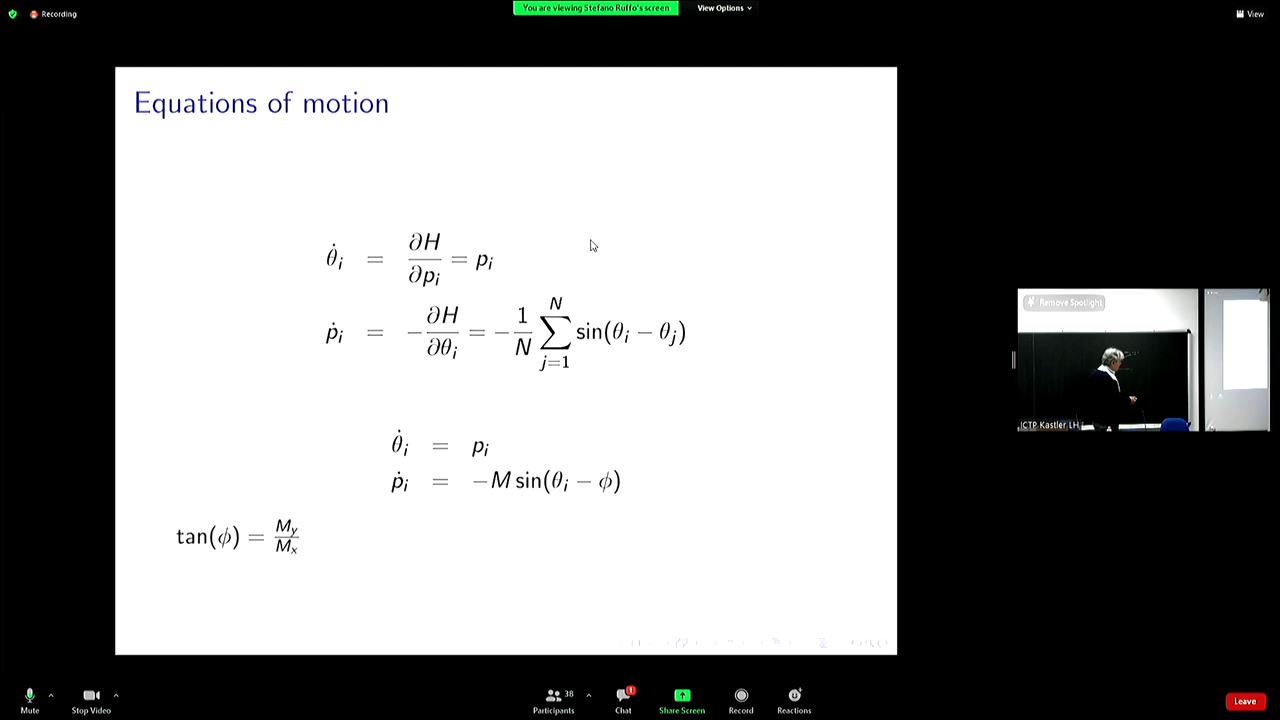 Recording
You are viewing Stefano Ruffo's screen
View Options
View
Equations of motion
θ̇ᵢ = ∂H/∂pᵢ = pᵢ
ṗᵢ = −∂H/∂θᵢ = −1/N ∑_{j=1}^{N} sin(θᵢ − θⱼ)
θ̇ᵢ = pᵢ
ṗᵢ = −M sin(θᵢ − ϕ)
tan(ϕ) = M_y/M_x
Remove Spotlight
ICTP Kastler LH
Mute
Stop Video
Participants
38
Chat
1
Share Screen
Record
Reactions
Leave